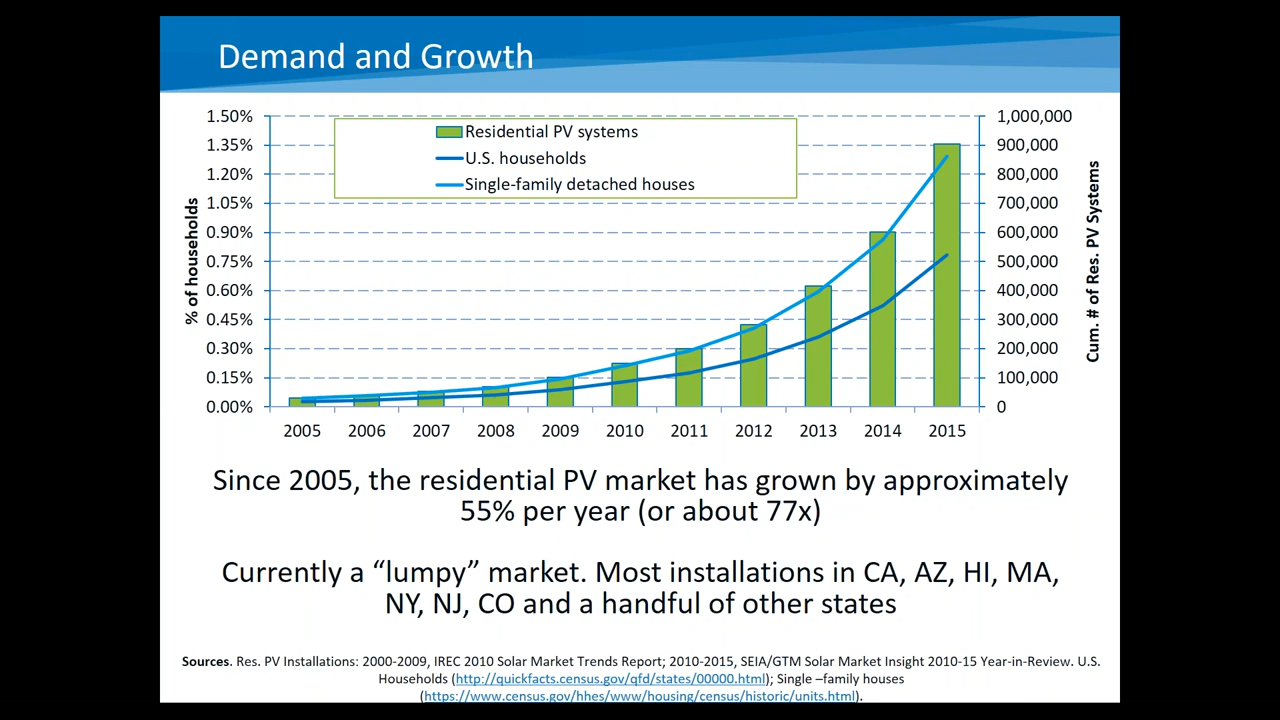 Demand and Growth
1.50%
1.35%
1.20%
1.05%
0.90%
0.75%
0.60%
0.45%
0.30%
0.15%
0.00%
% of households
Residential PV systems
U.S. households
Single-family detached houses
1,000,000
900,000
800,000
700,000
600,000
500,000
400,000
300,000
200,000
100,000
0
Cum. # of Res. PV Systems
2005 2006 2007 2008 2009 2010 2011 2012 2013 2014 2015
Since 2005, the residential PV market has grown by approximately
55% per year (or about 77x)
Currently a “lumpy” market. Most installations in CA, AZ, HI, MA,
NY, NJ, CO and a handful of other states
Sources. Res. PV Installations: 2000-2009, IREC 2010 Solar Market Trends Report; 2010-2015, SEIA/GTM Solar Market Insight 2010-15 Year-in-Review. U.S.
Households (http://quickfacts.census.gov/qfd/states/00000.html); Single –family houses
(https://www.census.gov/hhes/www/housing/census/historic/units.html).